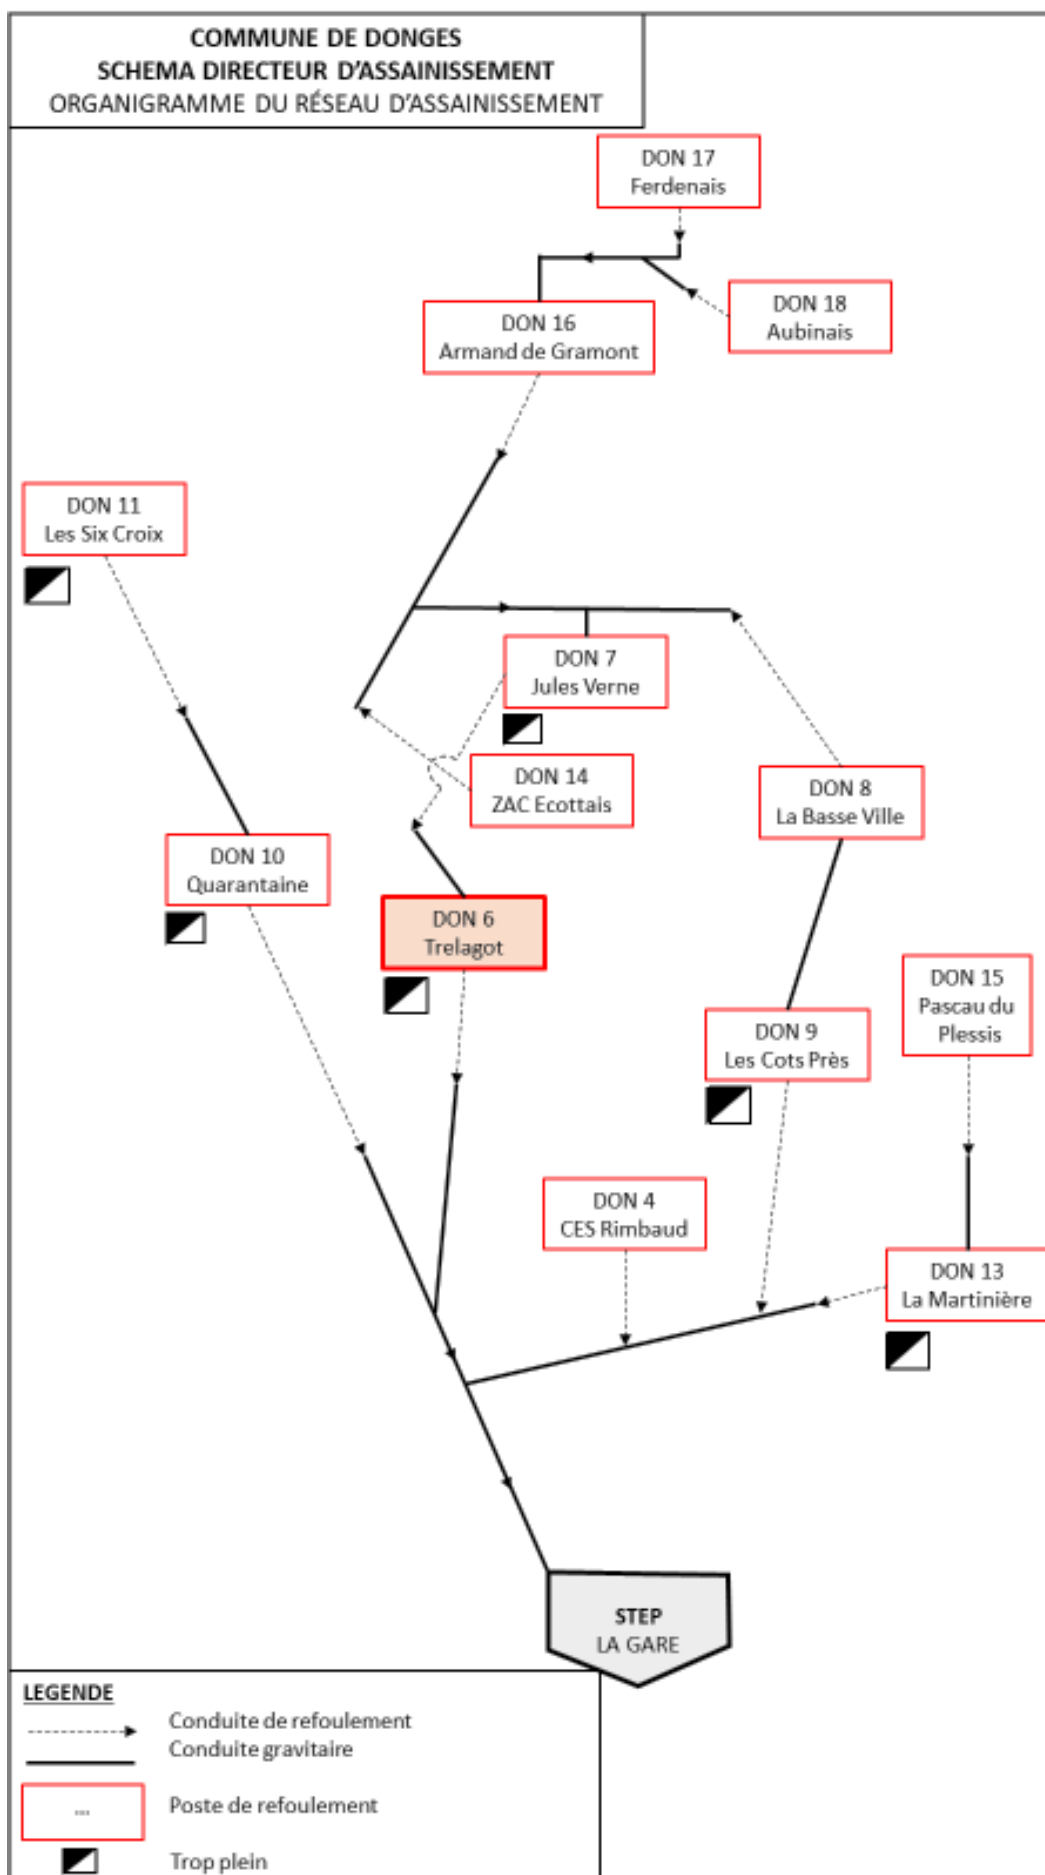 COMMUNE DE DONGES
SCHEMA DIRECTEUR D'ASSAINISSEMENT
ORGANIGRAMME DU RÉSEAU D'ASSAINISSEMENT
DON 17
Ferdenais
DON 18
Aubinais
DON 16
Armand de Gramont
DON 11
Les Six Croix
DON 7
Jules Verne
DON 14
ZAC Ecottais
DON 8
La Basse Ville
DON 10
Quarantaine
DON 6
Trelagot
DON 15
Pascau du
Plessis
DON 9
Les Cots Près
DON 4
CES Rimbaud
DON 13
La Martinière
STEP
LA GARE
LEGENDE
Conduite de refoulement
Conduite gravitaire
...
Poste de refoulement
Trop plein